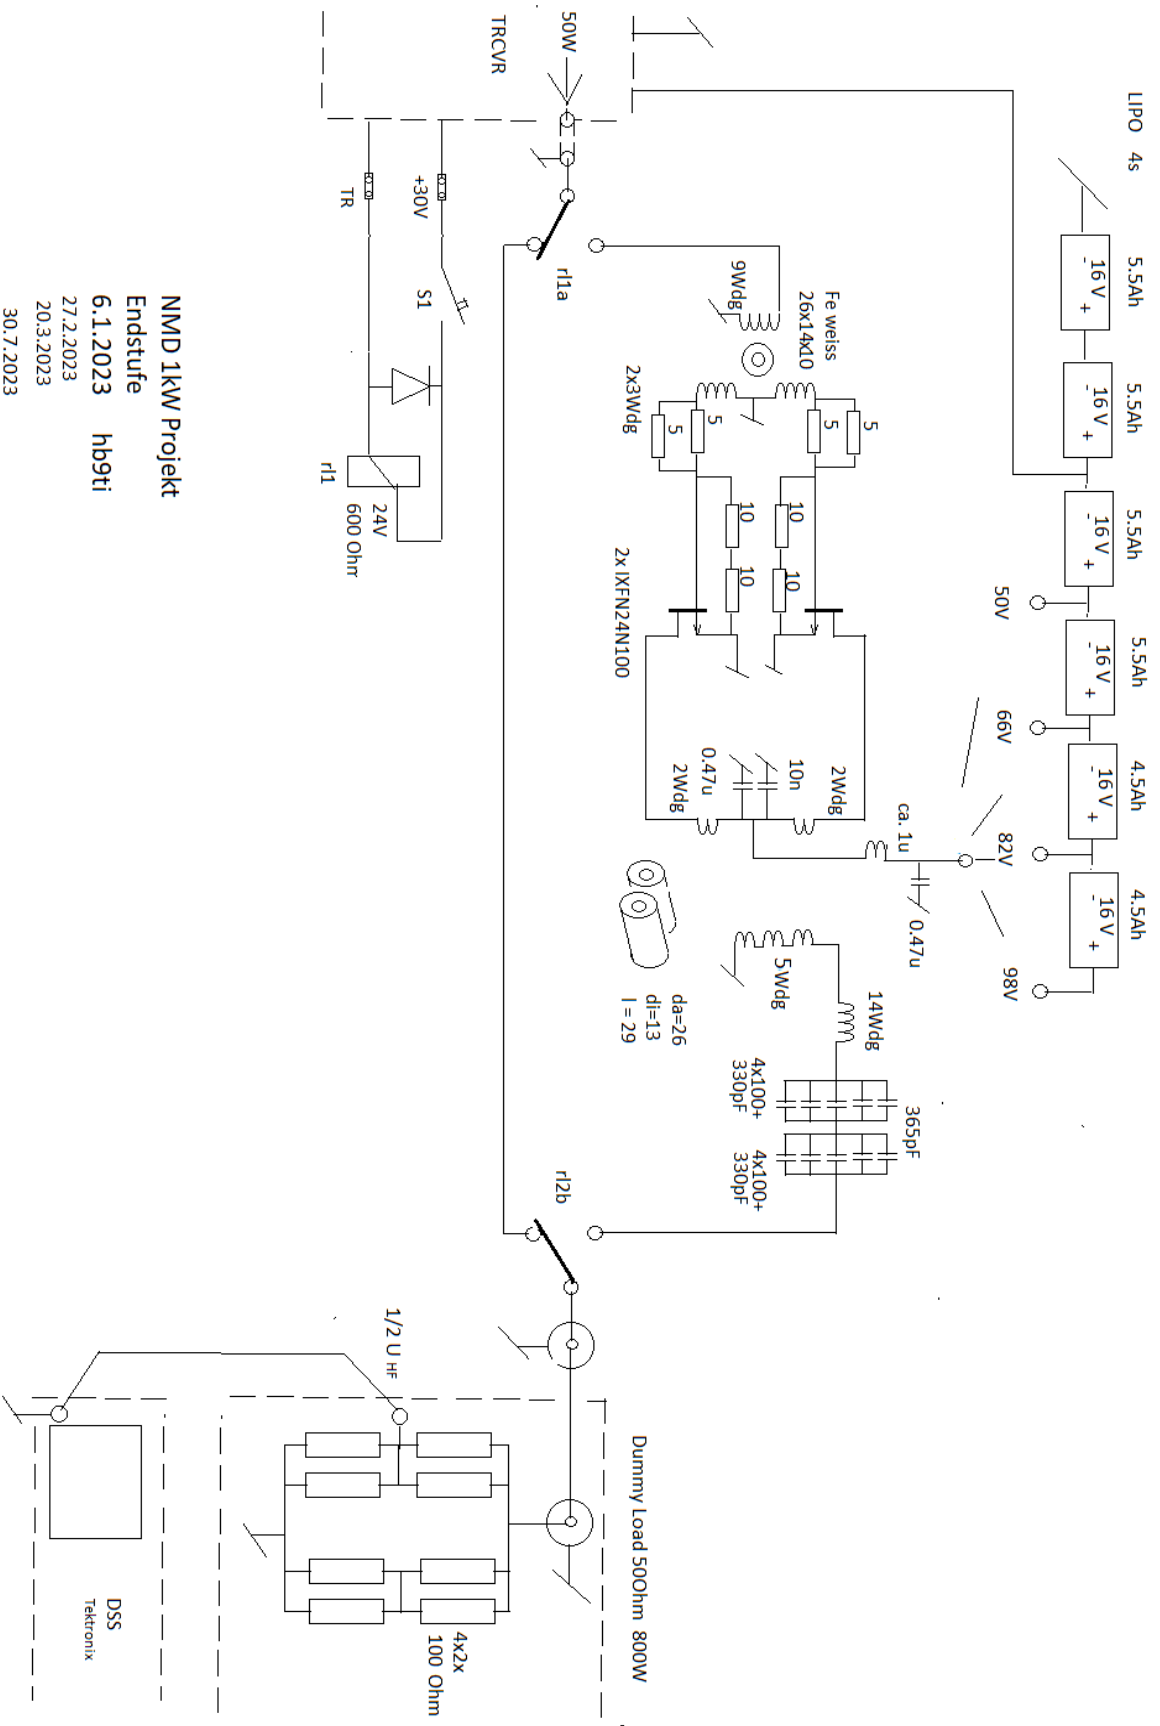 LIPO 4s
5.5Ah
5.5Ah
5.5Ah
5.5Ah
4.5Ah
4.5Ah
- 16 V +
- 16 V +
- 16 V +
- 16 V +
- 16 V +
- 16 V +
50V
66V
82V
98V
50W
TRCVR
+30V
TR
S1
rl1
24V
600 Ohm
rl1a
9Wdg
Fe weiss
26x14x10
2x3Wdg
5
5
5
5
10
10
10
10
2x IXFN24N100
2Wdg
10n
0.47u
2Wdg
ca. 1u
0.47u
5Wdg
da=26
di=13
l = 29
14Wdg
365pF
4x100+
330pF
4x100+
330pF
rl2b
1/2 U HF
Dummy Load 50Ohm 800W
4x2x
100 Ohm
DSS
Tektronix
NMD 1kW Projekt
Endstufe
6.1.2023 hb9ti
27.2.2023
20.3.2023
30.7.2023